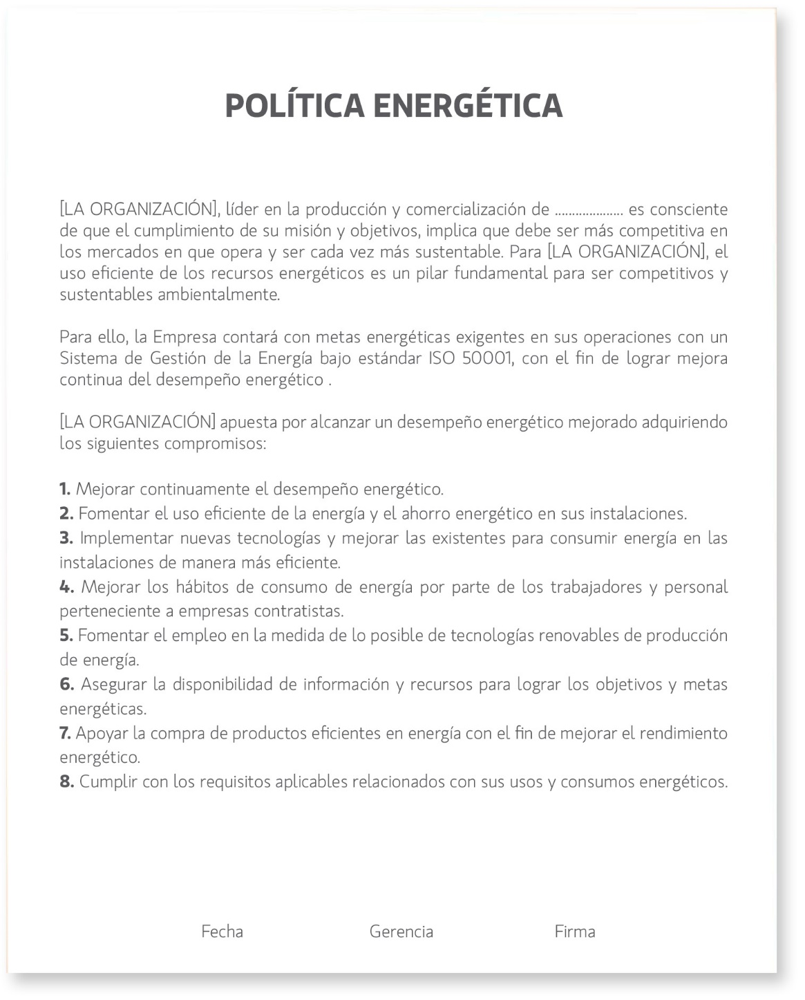 POLÍTICA ENERGÉTICA
[LA ORGANIZACIÓN], líder en la producción y comercialización de .................... es consciente
de que el cumplimiento de su misión y objetivos, implica que debe ser más competitiva en
los mercados en que opera y ser cada vez más sustentable. Para [LA ORGANIZACIÓN], el
uso eficiente de los recursos energéticos es un pilar fundamental para ser competitivos y
sustentables ambientalmente.
Para ello, la Empresa contará con metas energéticas exigentes en sus operaciones con un
Sistema de Gestión de la Energía bajo estándar ISO 50001, con el fin de lograr mejora
continua del desempeño energético .
[LA ORGANIZACIÓN] apuesta por alcanzar un desempeño energético mejorado adquiriendo
los siguientes compromisos:
1. Mejorar continuamente el desempeño energético.
2. Fomentar el uso eficiente de la energía y el ahorro energético en sus instalaciones.
3. Implementar nuevas tecnologías y mejorar las existentes para consumir energía en las
instalaciones de manera más eficiente.
4. Mejorar los hábitos de consumo de energía por parte de los trabajadores y personal
perteneciente a empresas contratistas.
5. Fomentar el empleo en la medida de lo posible de tecnologías renovables de producción
de energía.
6. Asegurar la disponibilidad de información y recursos para lograr los objetivos y metas
energéticas.
7. Apoyar la compra de productos eficientes en energía con el fin de mejorar el rendimiento
energético.
8. Cumplir con los requisitos aplicables relacionados con sus usos y consumos energéticos.
Fecha Gerencia Firma